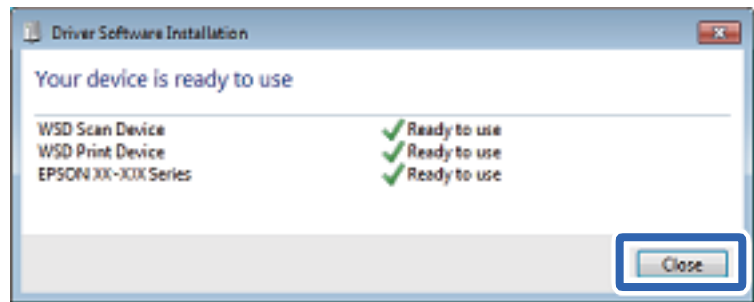 Driver Software Installation
Your device is ready to use
WSD Scan Device Ready to use
WSD Print Device Ready to use
EPSON XX-XXX Series Ready to use
Close